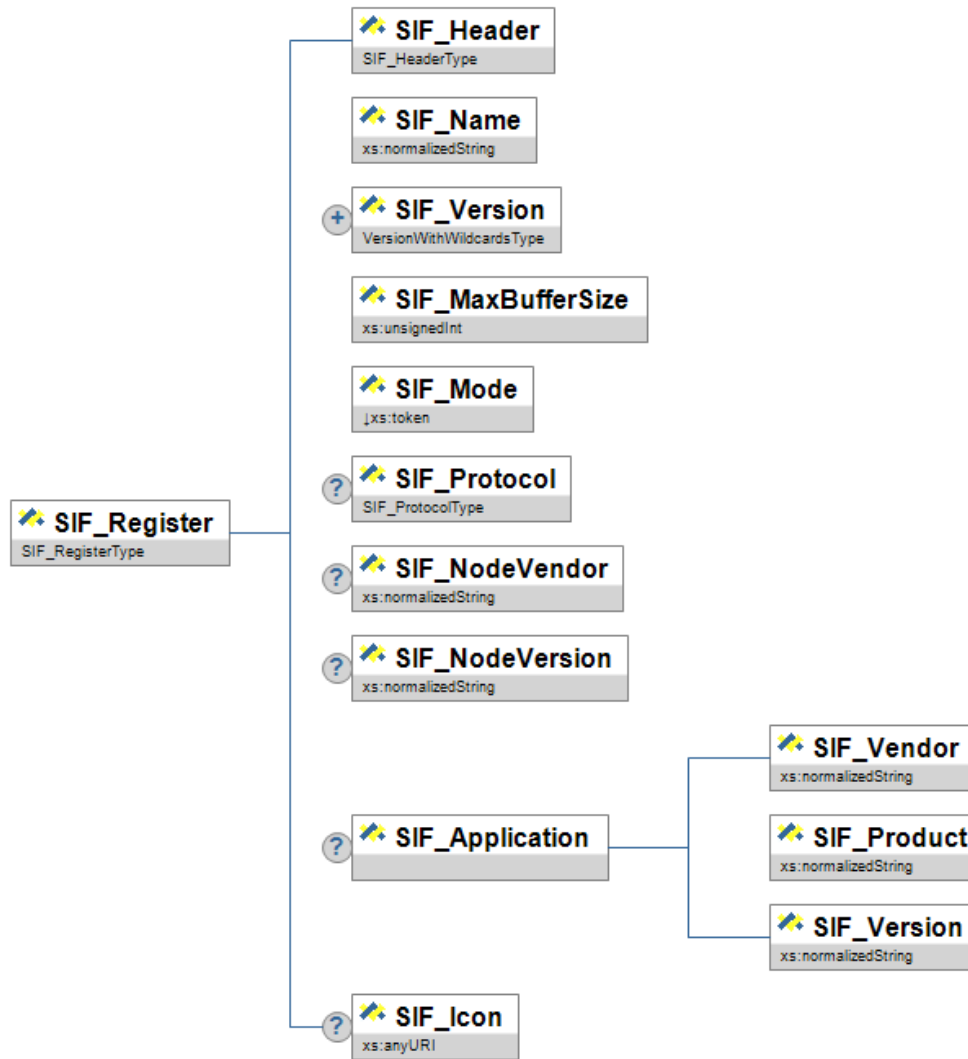 SIF_Header
SIF_HeaderType
SIF_Name
xs:normalizedString
+
SIF_Version
VersionWithWildcardsType
SIF_MaxBufferSize
xs:unsignedInt
SIF_Mode
↓xs:token
?
SIF_Protocol
SIF_ProtocolType
SIF_Register
SIF_RegisterType
?
SIF_NodeVendor
xs:normalizedString
?
SIF_NodeVersion
xs:normalizedString
SIF_Vendor
xs:normalizedString
?
SIF_Application
SIF_Product
xs:normalizedString
SIF_Version
xs:normalizedString
?
SIF_Icon
xs:anyURI